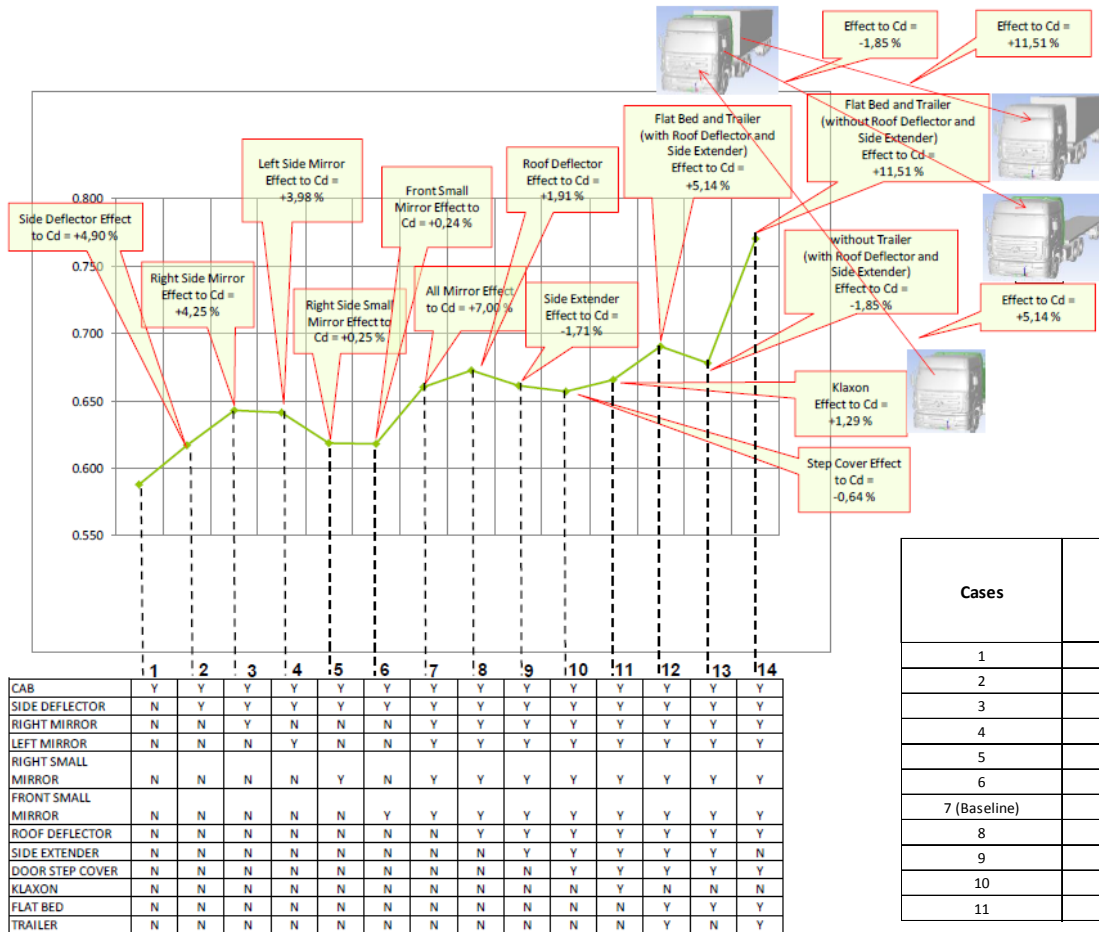 Effect to Cd =
-1,85 %
Effect to Cd =
+11,51 %
Flat Bed and Trailer
(with Roof Deflector and
Side Extender)
Effect to Cd =
+5,14 %
Flat Bed and Trailer
(without Roof Deflector and
Side Extender)
Effect to Cd =
+11,51 %
Left Side Mirror
Effect to Cd =
+3,98 %
Roof Deflector
Effect to Cd =
+1,91 %
Front Small
Mirror Effect to
Cd = +0,24 %
Side Deflector Effect
to Cd = +4,90 %
Right Side Mirror
Effect to Cd =
+4,25 %
Right Side Small
Mirror Effect to
Cd = +0,25 %
All Mirror Effect
to Cd = +7,00 %
Side Extender
Effect to Cd =
-1,71 %
without Trailer
(with Roof Deflector and
Side Extender)
Effect to Cd =
-1,85 %
Effect to Cd =
+5,14 %
Klaxon
Effect to Cd =
+1,29 %
Step Cover Effect
to Cd =
-0,64 %
0.800
0.750
0.700
0.650
0.600
0.550
1 2 3 4 5 6 7 8 9 10 11 12 13 14
CAB Y Y Y Y Y Y Y Y Y Y Y Y Y Y
SIDE DEFLECTOR N Y Y Y Y Y Y Y Y Y Y Y Y Y
RIGHT MIRROR N N Y N N N Y Y Y Y Y Y Y Y
LEFT MIRROR N N N Y N N Y Y Y Y Y Y Y Y
RIGHT SMALL
MIRROR N N N N Y N Y Y Y Y Y Y Y Y
FRONT SMALL
MIRROR N N N N N Y Y Y Y Y Y Y Y Y
ROOF DEFLECTOR N N N N N N N Y Y Y Y Y Y Y
SIDE EXTENDER N N N N N N N N Y Y Y Y Y N
DOOR STEP COVER N N N N N N N N N Y Y Y Y Y
KLAXON N N N N N N N N N N Y N N N
FLAT BED N N N N N N N N N N N Y Y Y
TRAILER N N N N N N N N N N N Y N Y
Cases
1
2
3
4
5
6
7 (Baseline)
8
9
10
11